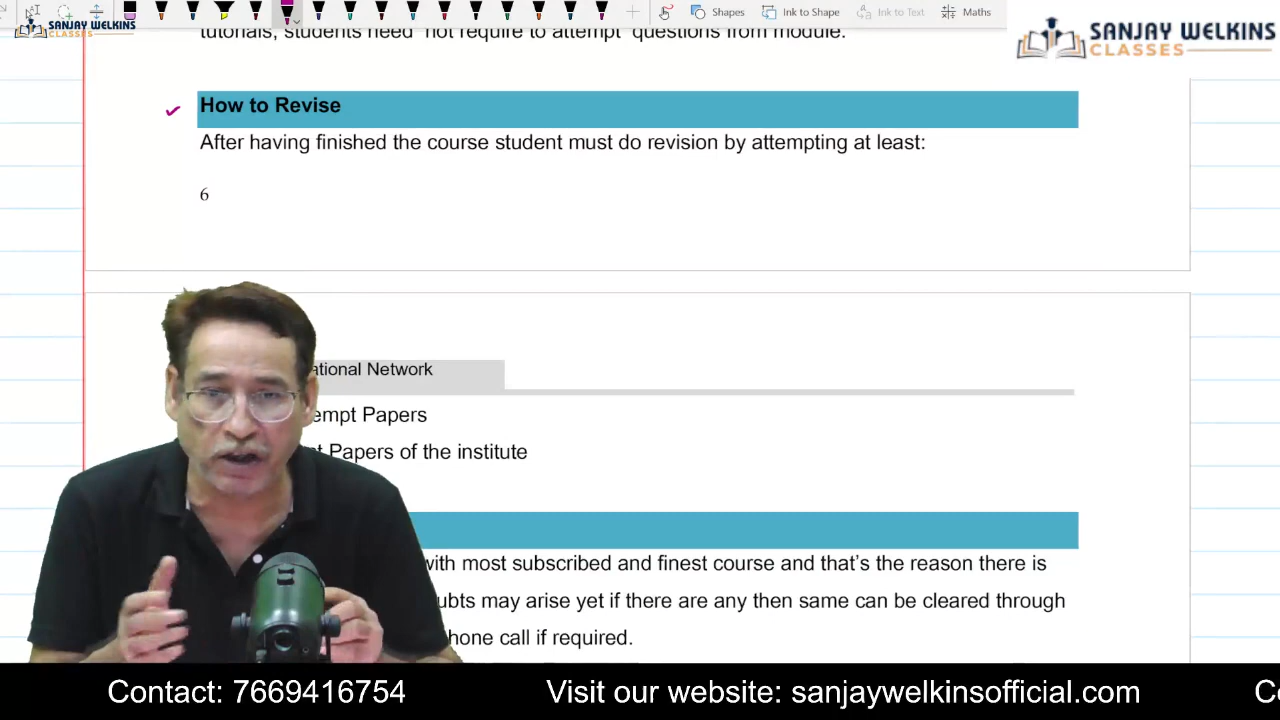 SANJAY WELKINS
CLASSES
Shapes
Ink to Shape
Ink to Text
Maths
SANJAY WELKINS
CLASSES
tutorials, students need not require to attempt questions from module.
How to Revise
After having finished the course student must do revision by attempting at least:
6
Network
Papers
Papers of the institute
with most subscribed and finest course and that's the reason there is
may arise yet if there are any then same can be cleared through
call if required.
Contact: 7669416754
Visit our website: sanjaywelkinsofficial.com